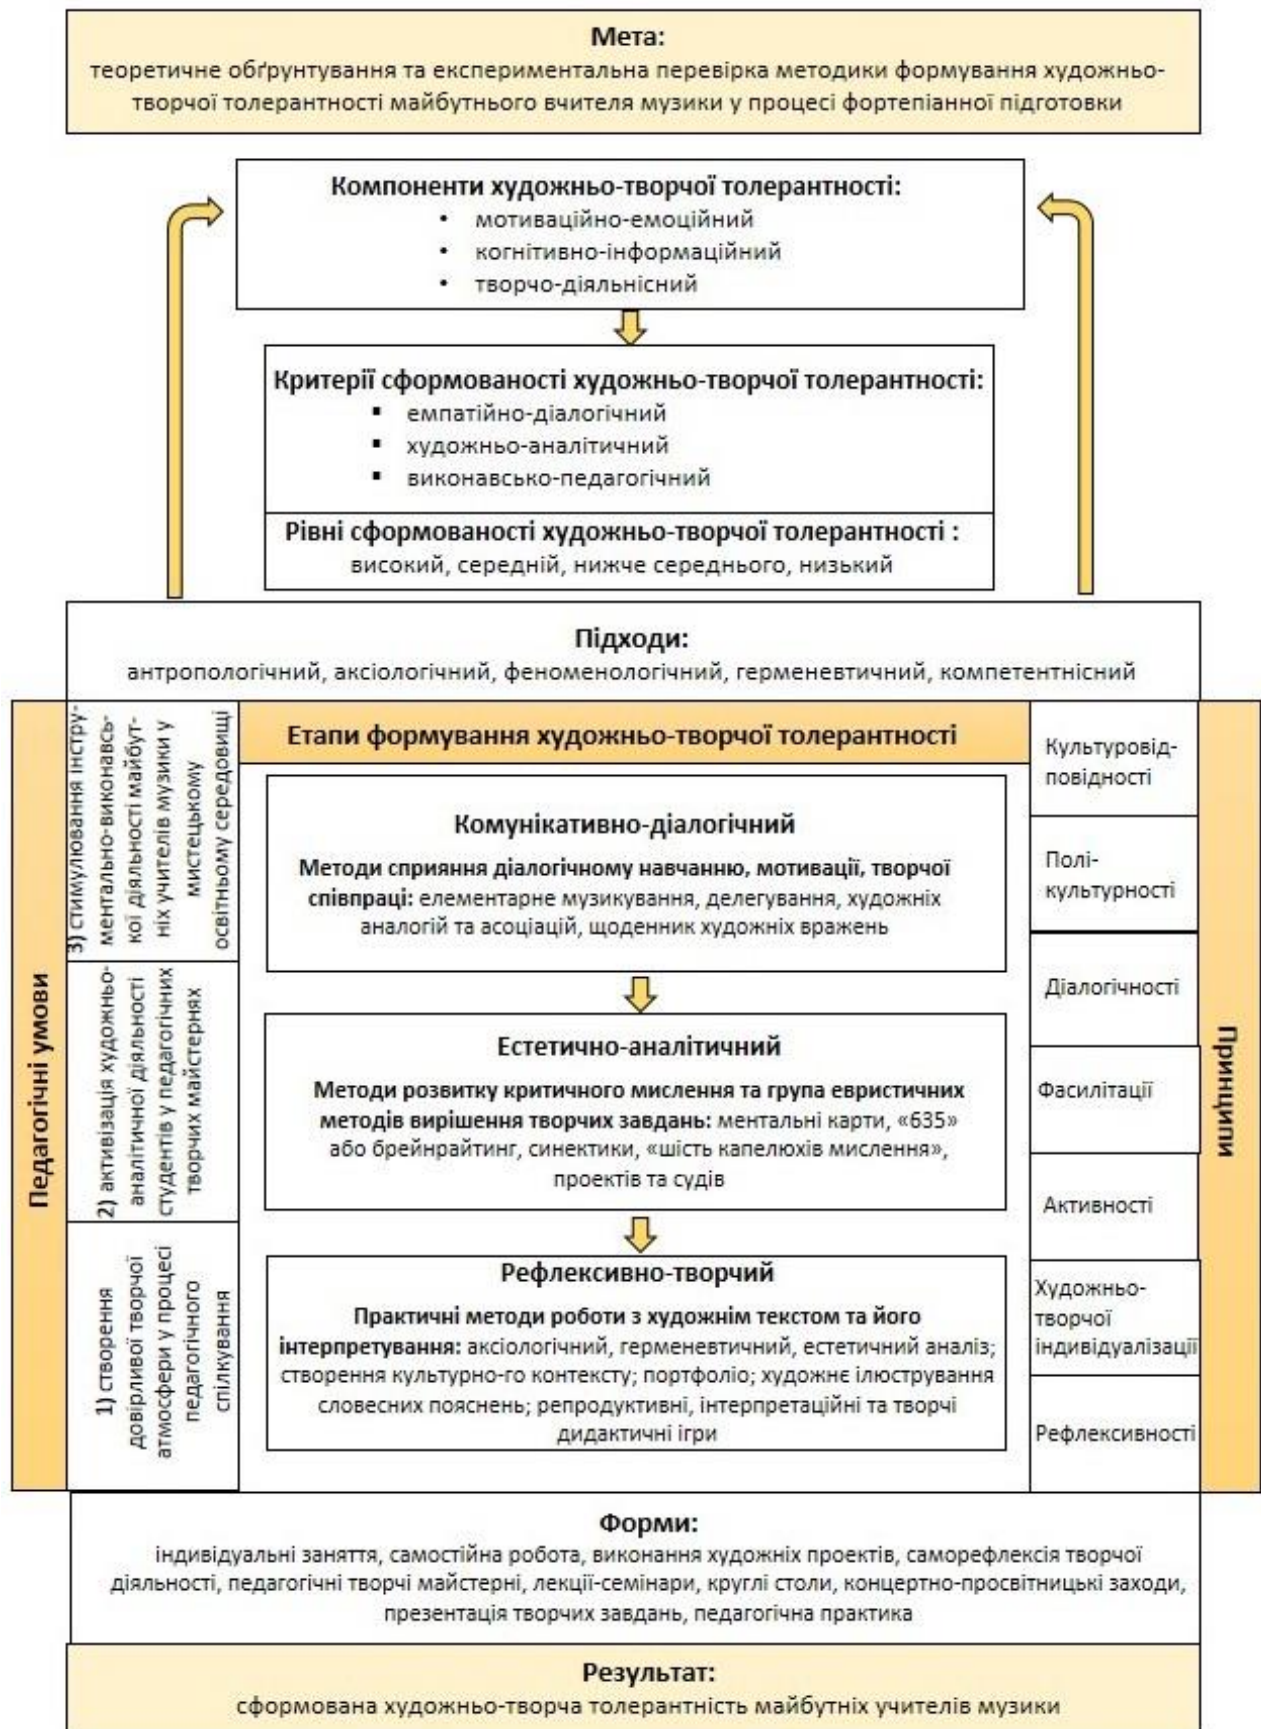 Мета:
теоретичне обґрунтування та експериментальна перевірка методики формування художньо-
творчої толерантності майбутнього вчителя музики у процесі фортепіанної підготовки
Компоненти художньо-творчої толерантності:
• мотиваційно-емоційний
• когнітивно-інформаційний
• творчо-діяльнісний
Критерії сформованості художньо-творчої толерантності:
▪ емпатійно-діалогічний
▪ художньо-аналітичний
▪ виконавсько-педагогічний
Рівні сформованості художньо-творчої толерантності :
високий, середній, нижче середнього, низький
Підходи:
антропологічний, аксіологічний, феноменологічний, герменевтичний, компетентнісний
Педагогічні умови
3) стимулювання інстру-
ментально-виконавсь-
кої діяльності майбут-
ніх учителів музики у
мистецькому
освітньому середовищі
2) активізація художньо-
аналітичної діяльності
студентів у педагогічних
творчих майстернях
1) створення
довірливої творчої
атмосфери у процесі
педагогічного
спілкування
Етапи формування художньо-творчої толерантності
Комунікативно-діалогічний
Методи сприяння діалогічному навчанню, мотивації, творчої
співпраці: елементарне музикування, делегування, художніх
аналогій та асоціацій, щоденник художніх вражень
Естетично-аналітичний
Методи розвитку критичного мислення та група евристичних
методів вирішення творчих завдань: ментальні карти, «635»
або брейнрайтинг, синектики, «шість капелюхів мислення»,
проектів та судів
Рефлексивно-творчий
Практичні методи роботи з художнім текстом та його
інтерпретування: аксіологічний, герменевтичний, естетичний аналіз;
створення культурно-го контексту; портфоліо; художнє ілюстрування
словесних пояснень; репродуктивні, інтерпретаційні та творчі
дидактичні ігри
Культуровід-
повідності
Полі-
культурності
Діалогічності
Фасилітації
Активності
Художньо-
творчої
індивідуалізації
Рефлексивності
Принципи
Форми:
індивідуальні заняття, самостійна робота, виконання художніх проектів, саморефлексія творчої
діяльності, педагогічні творчі майстерні, лекції-семінари, круглі столи, концертно-просвітницькі заходи,
презентація творчих завдань, педагогічна практика
Результат:
сформована художньо-творча толерантність майбутніх учителів музики